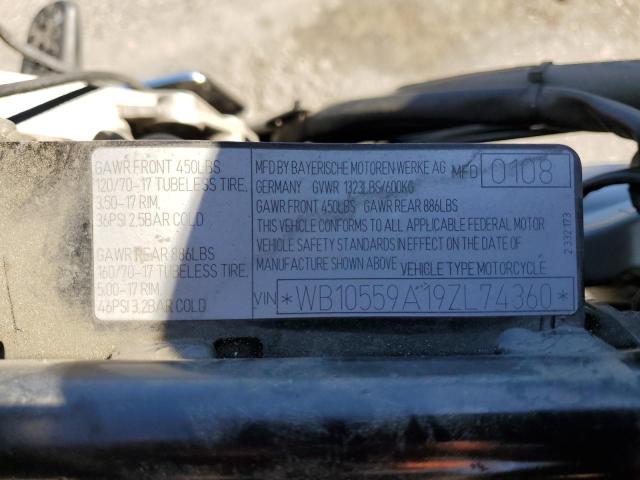 GAWR FRONT 450LBS
120/70-17 TUBELESS TIRE,
3.50-17 RIM,
36PSI 2,5BAR COLD
GAWR REAR 886LBS
160/70-17 TUBELESS TIRE,
5.00-17 RIM,
46PSI 3.2BAR COLD
MFD BY BAYERISCHE MOTOREN-WERKE AG MFD 0108
GERMANY GVWR 1323LBS/600KG
GAWR FRONT 450LBS GAWR REAR 886LBS
THIS VEHICLE CONFORMS TO ALL APPLICABLE FEDERAL MOTOR
VEHICLE SAFETY STANDARDS IN EFFECT ON THE DATE OF
MANUFACTURE SHOWN ABOVE VEHICLE TYPE MOTORCYCLE
VIN *WB10559A19ZL74360*
2 332 173